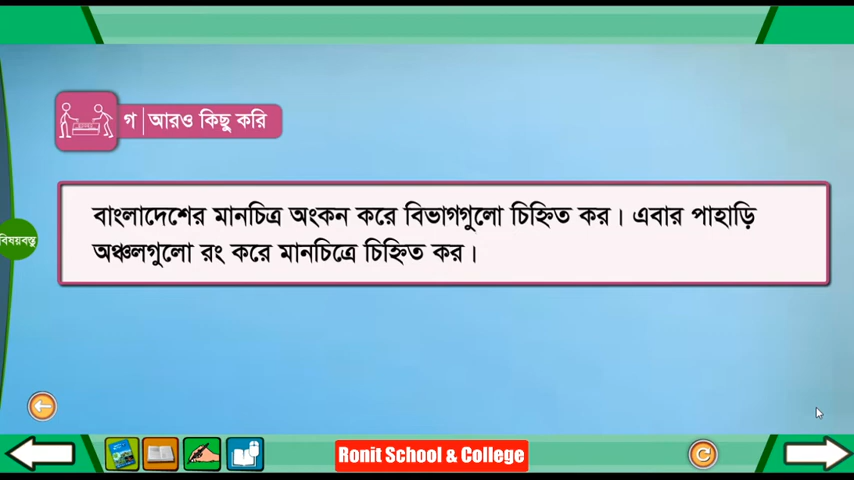 গ আরও কিছু করি
বাংলাদেশের মানচিত্র অংকন করে বিভাগগুলো চিহ্নিত কর। এবার পাহাড়ি
অঞ্চলগুলো রং করে মানচিত্রে চিহ্নিত কর।
বিষয়বস্তু
Ronit School & College